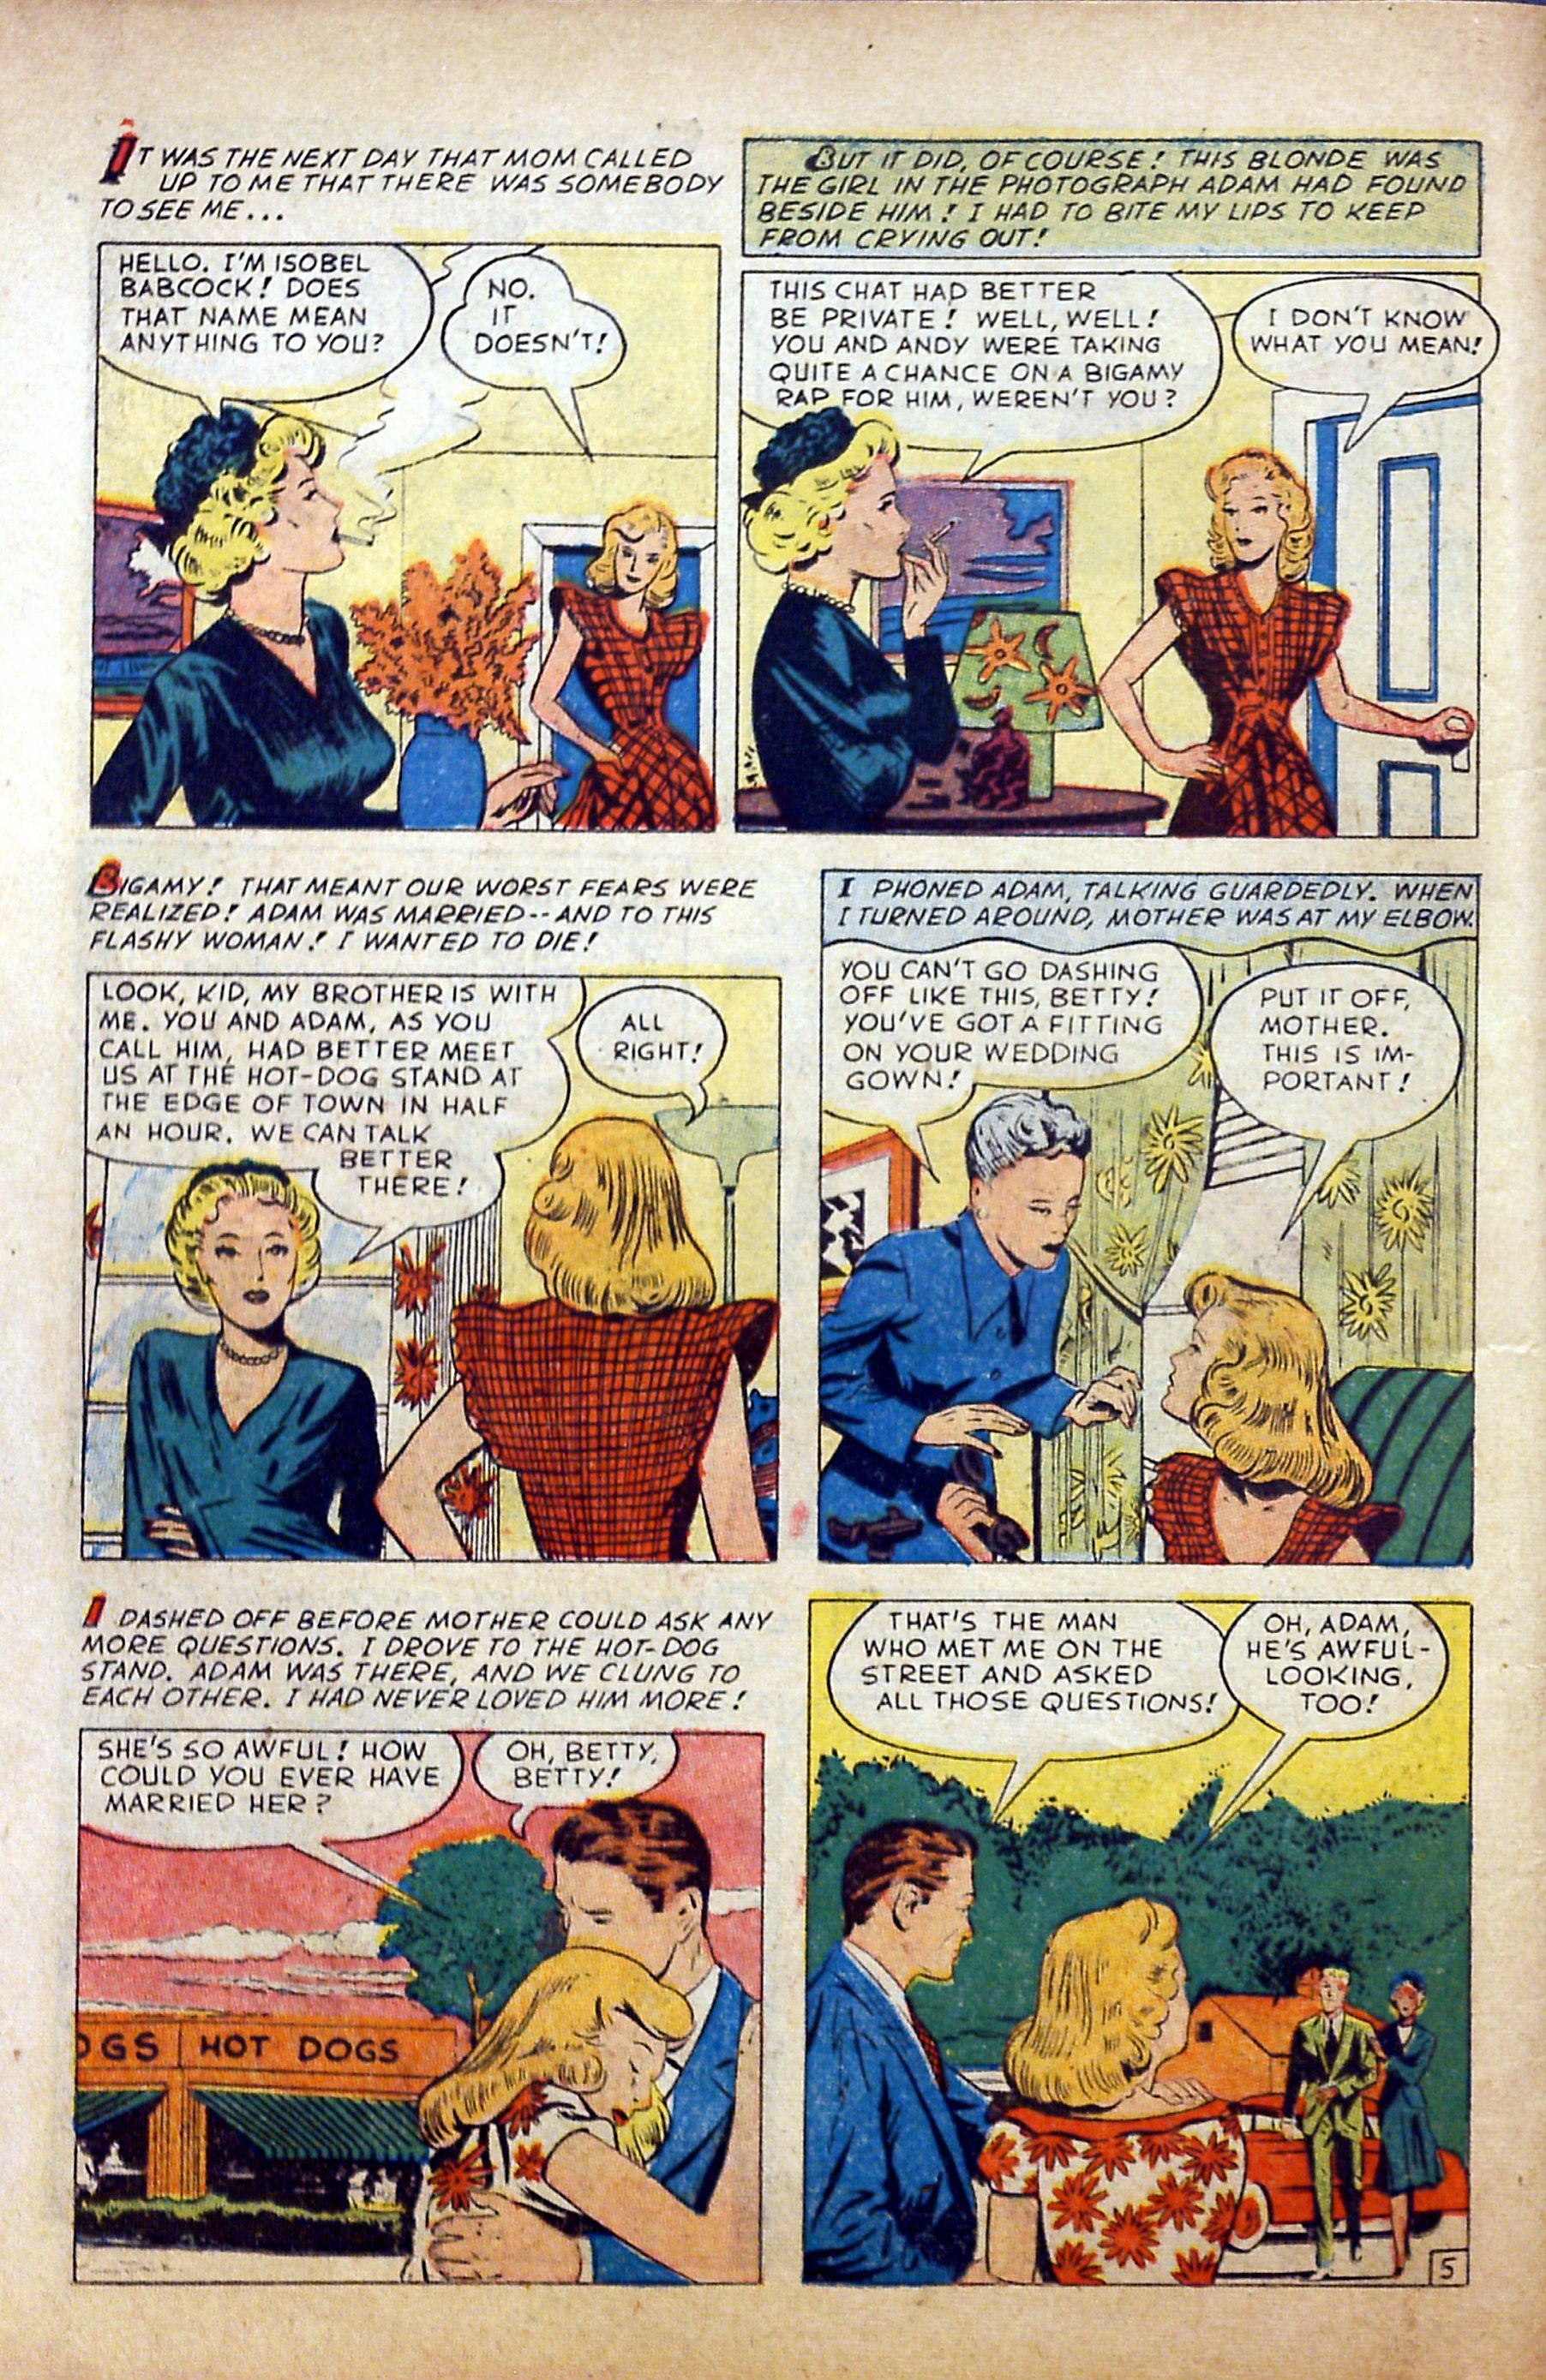 IT WAS THE NEXT DAY THAT MOM CALLED
UP TO ME THAT THERE WAS SOMEBODY
TO SEE ME...
HELLO. I'M ISOBEL
BABCOCK! DOES
THAT NAME MEAN
ANYTHING TO YOU?
NO.
IT
DOESN'T!
BUT IT DID, OF COURSE! THIS BLONDE WAS
THE GIRL IN THE PHOTOGRAPH ADAM HAD FOUND
BESIDE HIM! I HAD TO BITE MY LIPS TO KEEP
FROM CRYING OUT!
THIS CHAT HAD BETTER
BE PRIVATE! WELL, WELL!
YOU AND ANDY WERE TAKING
QUITE A CHANCE ON A BIGAMY
RAP FOR HIM, WEREN'T YOU?
I DON'T KNOW
WHAT YOU MEAN!
BIGAMY! THAT MEANT OUR WORST FEARS WERE
REALIZED! ADAM WAS MARRIED--AND TO THIS
FLASHY WOMAN! I WANTED TO DIE!
LOOK, KID, MY BROTHER IS WITH
ME. YOU AND ADAM, AS YOU
CALL HIM, HAD BETTER MEET
US AT THE HOT-DOG STAND AT
THE EDGE OF TOWN IN HALF
AN HOUR. WE CAN TALK
BETTER
THERE!
ALL
RIGHT!
I PHONED ADAM, TALKING GUARDEDLY. WHEN
I TURNED AROUND, MOTHER WAS AT MY ELBOW.
YOU CAN'T GO DASHING
OFF LIKE THIS, BETTY!
YOU'VE GOT A FITTING
ON YOUR WEDDING
GOWN!
PUT IT OFF,
MOTHER.
THIS IS IM-
PORTANT!
I DASHED OFF BEFORE MOTHER COULD ASK ANY
MORE QUESTIONS. I DROVE TO THE HOT-DOG
STAND. ADAM WAS THERE, AND WE CLUNG TO
EACH OTHER. I HAD NEVER LOVED HIM MORE!
SHE'S SO AWFUL! HOW
COULD YOU EVER HAVE
MARRIED HER?
OH, BETTY,
BETTY!
OGS HOT DOGS
THAT'S THE MAN
WHO MET ME ON THE
STREET AND ASKED
ALL THOSE QUESTIONS!
OH, ADAM,
HE'S AWFUL-
LOOKING,
TOO!
5